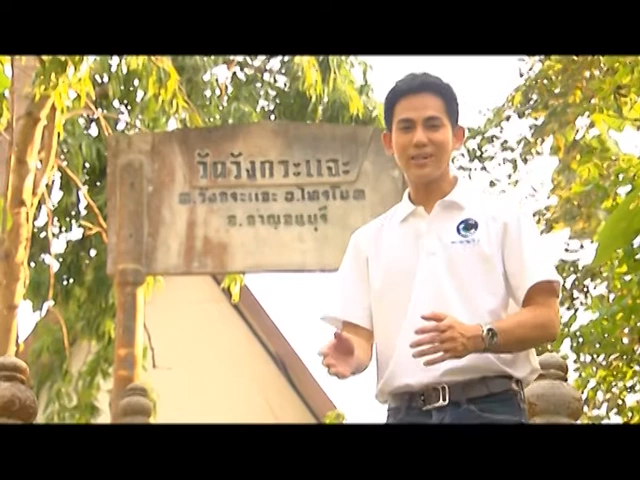 วัดวังกระแจะ
ต.วังกระแจะ อ.ไทรโยค
จ.กาญจนบุรี